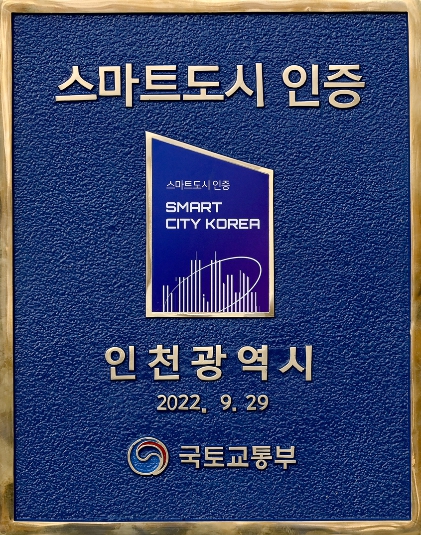 스마트도시 인증
스마트도시 인증
SMART
CITY KOREA
인천광역시
2022. 9. 29
국토교통부